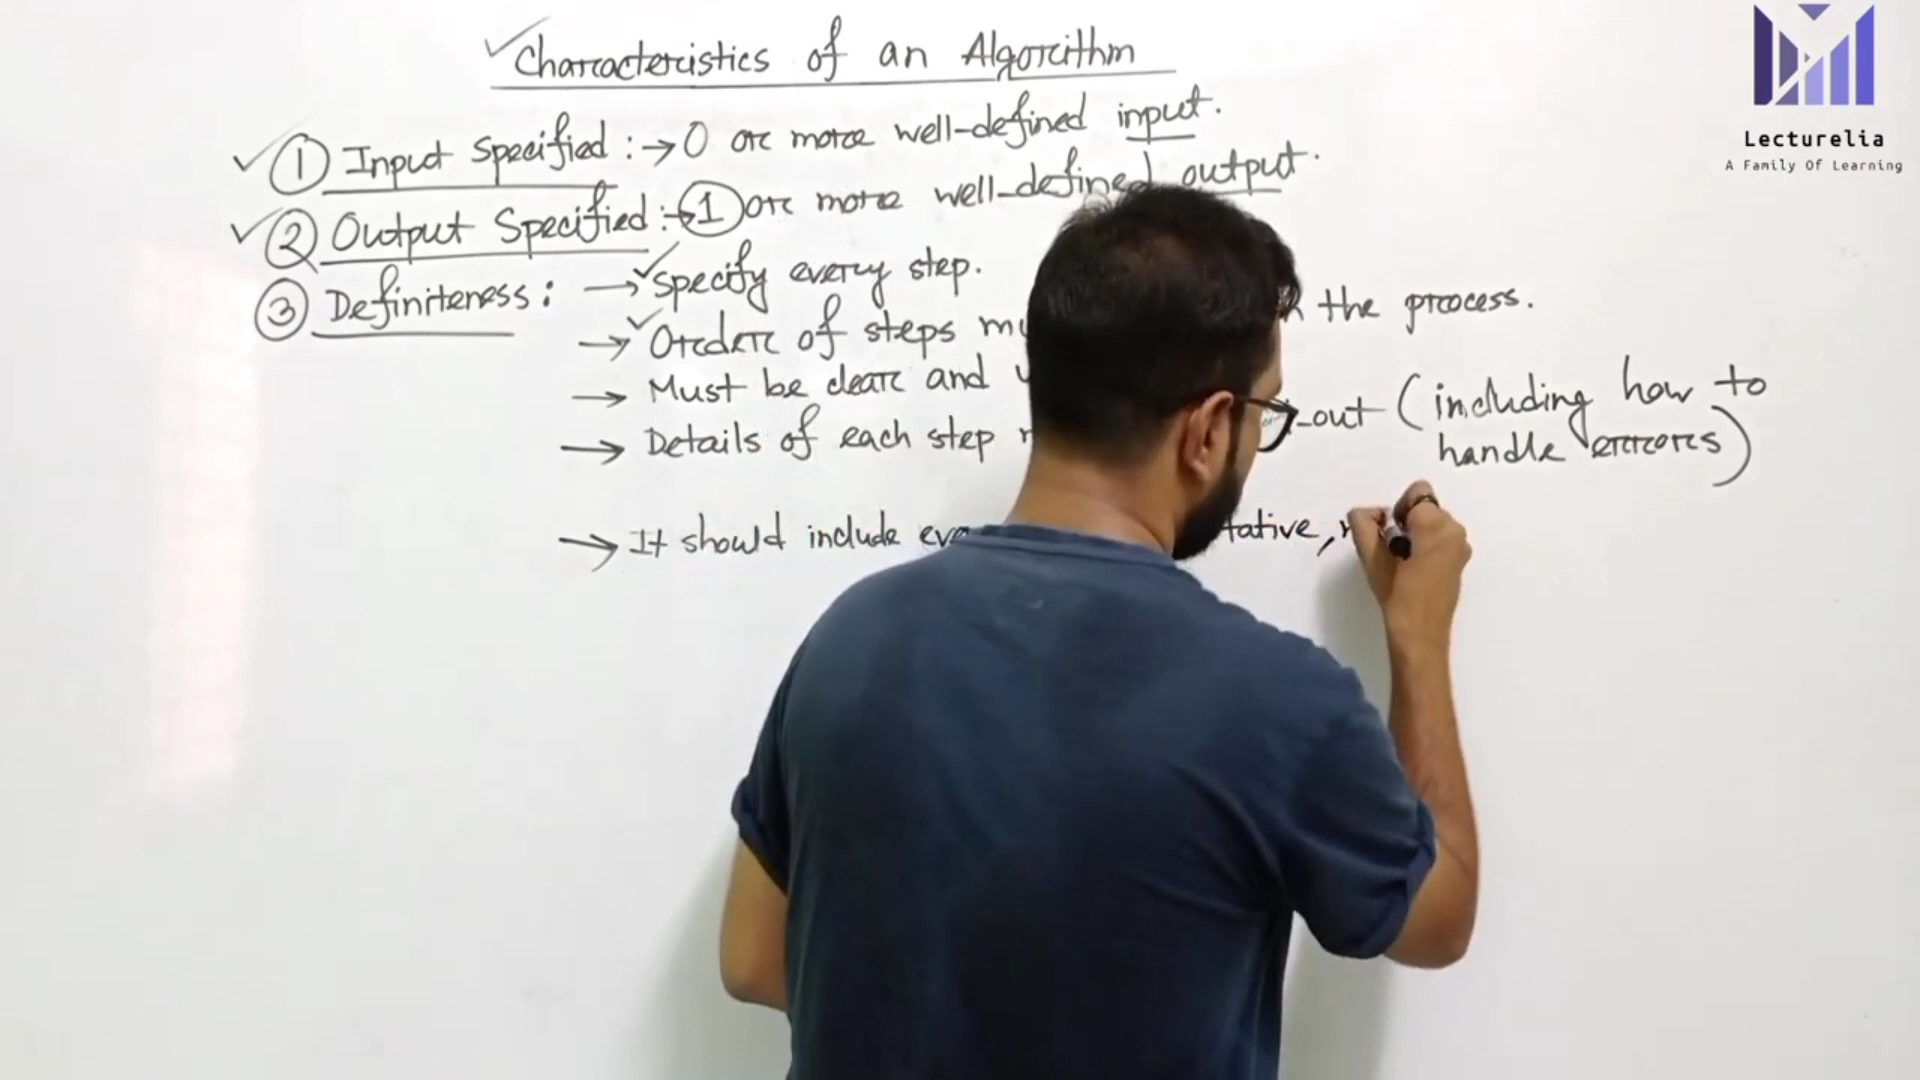 Characteristics of an Algorithm
① Input Specified :→ 0 or more well-defined input.
② Output Specified :→ 1 or more well-defined output.
③ Definiteness : → Specify every step.
→ Order of steps the process.
→ Must be clear and
→ Details of each step out (including how to
handle errors)
→ It should include
Lecturelia
A Family Of Learning